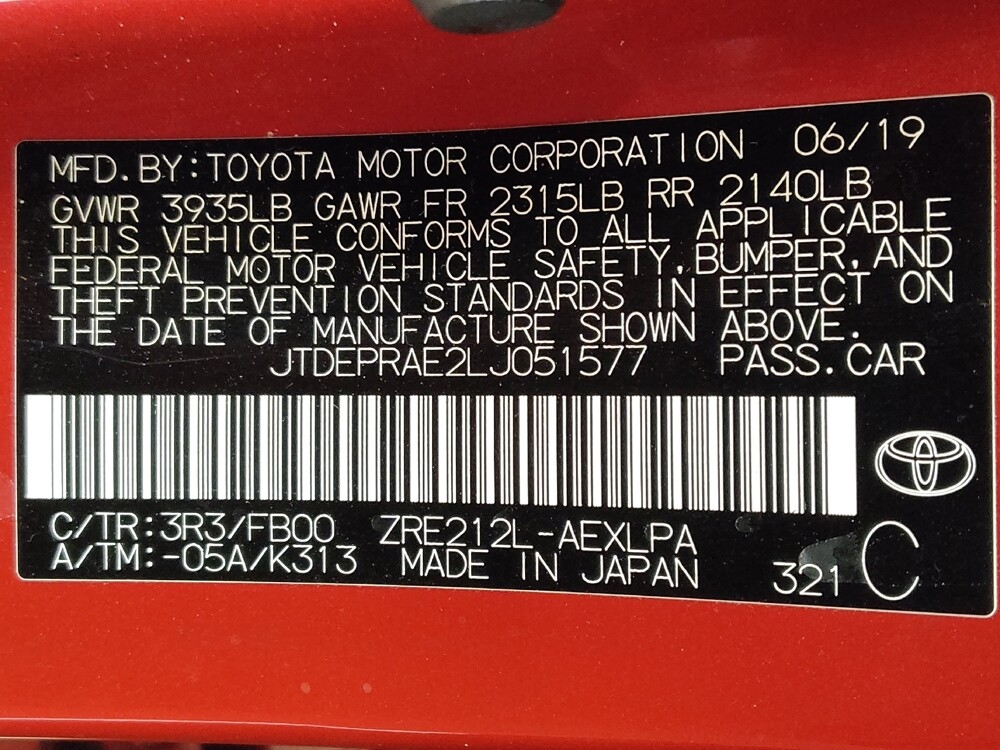 MFD. BY: TOYOTA MOTOR CORPORATION 06/19
GVWR 3935LB GAWR FR 2315LB RR 2140LB
THIS VEHICLE CONFORMS TO ALL APPLICABLE
FEDERAL MOTOR VEHICLE SAFETY, BUMPER, AND
THEFT PREVENTION STANDARDS IN EFFECT ON
THE DATE OF MANUFACTURE SHOWN ABOVE.
JTDEPRAE2LJ051577 PASS. CAR
C/TR: 3R3/FB00 ZRE212L-AEXLPA
A/TM: -05A/K313 MADE IN JAPAN 321 C